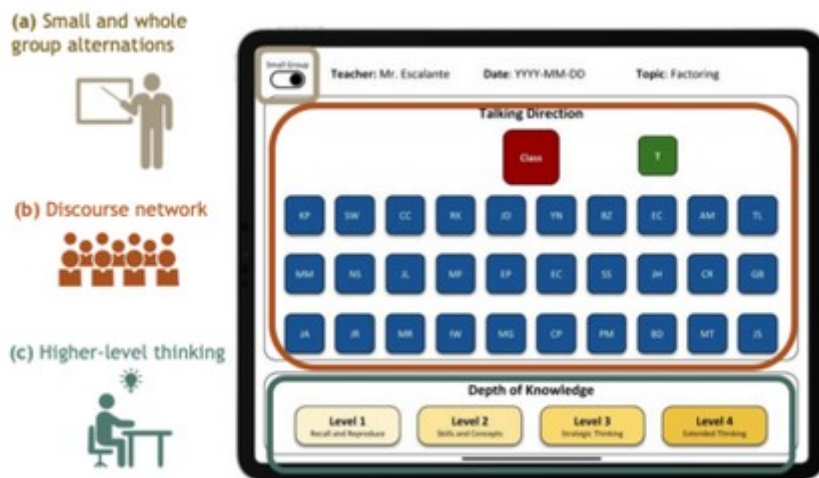 (a) Small and whole
group alternations
(b) Discourse network
(c) Higher-level thinking
Small Group
Teacher: Mr. Escalante
Date: YYYY-MM-DD
Topic: Factoring
Talking Direction
Class
T
KP SW CC RK JD YN BZ EC AM TL
MM NS JL MF EP EC SS JH CR GB
JA JR MR IW MG CP PM BD MT JS
Depth of Knowledge
Level 1
Recall and Reproduce
Level 2
Skills and Concepts
Level 3
Strategic Thinking
Level 4
Extended Thinking